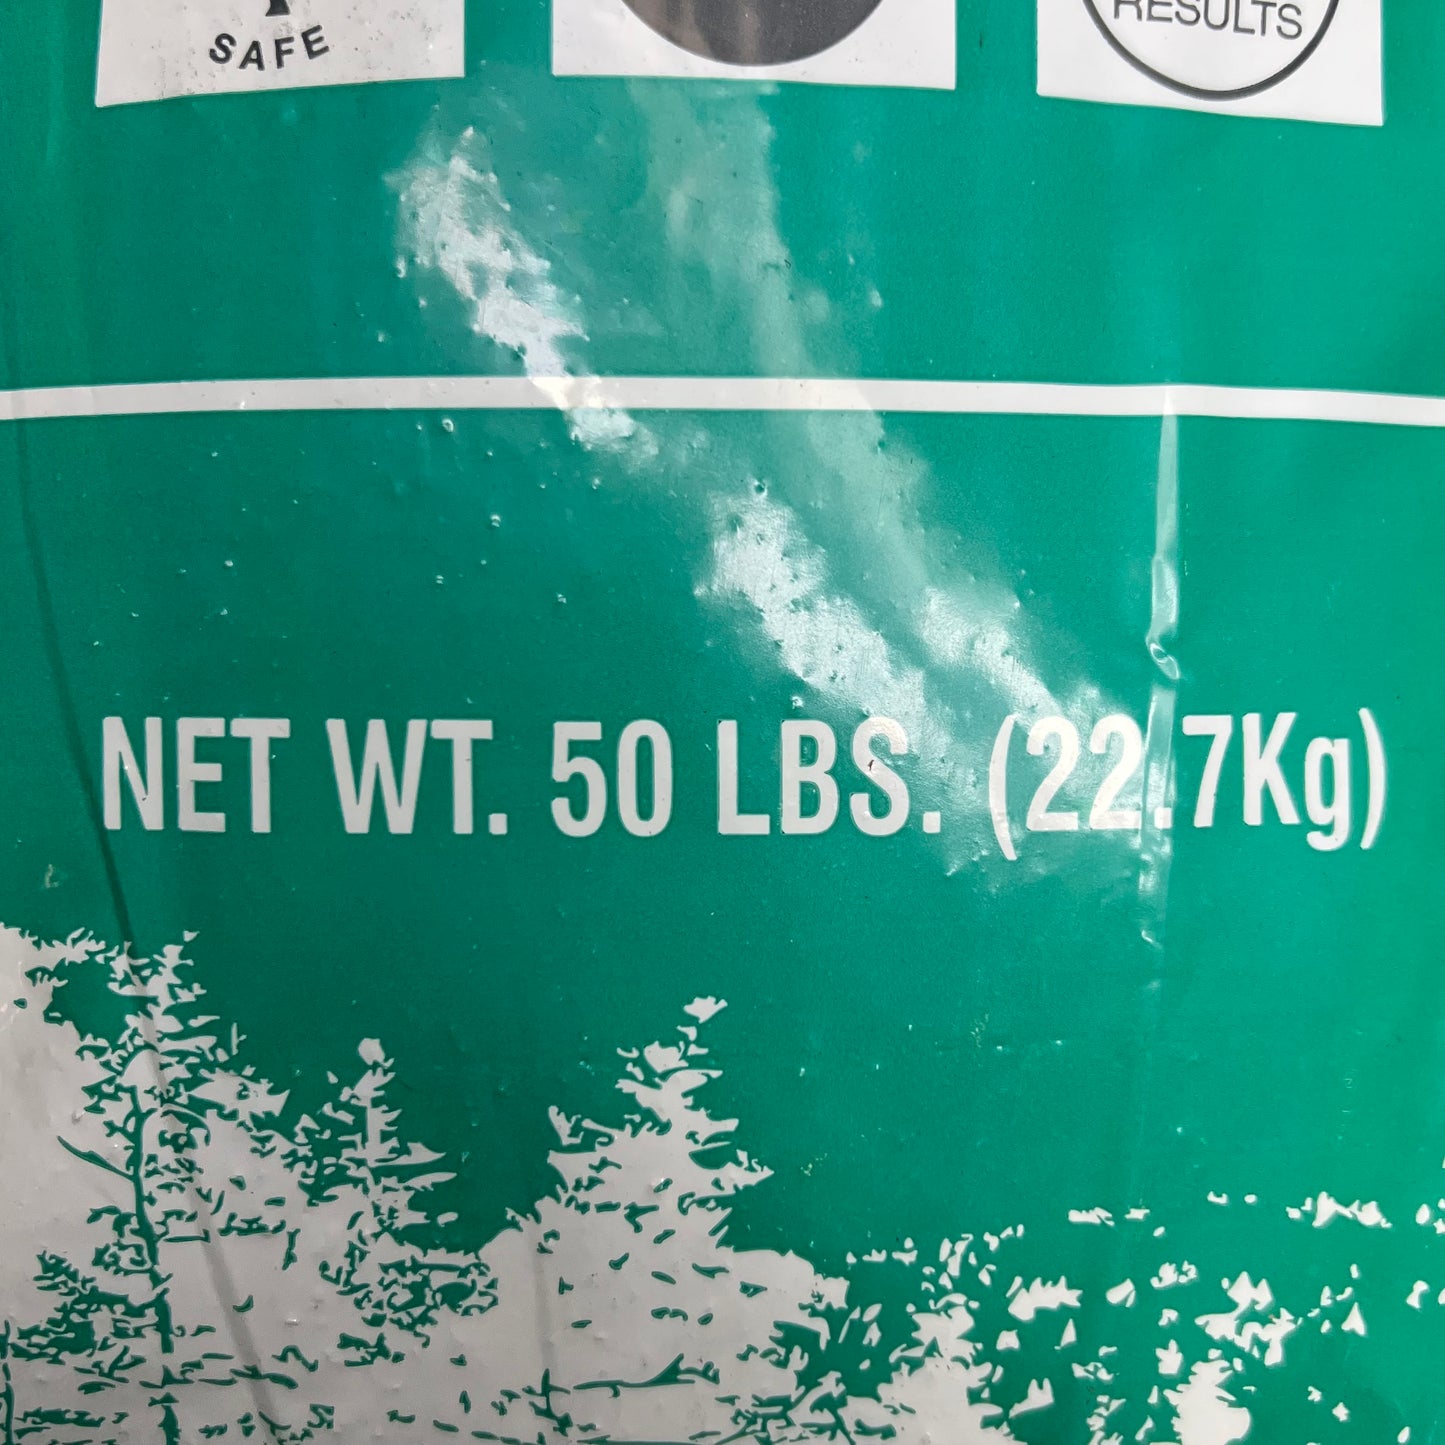 SAFE
RESULTS
NET WT. 50 LBS. (22.7Kg)